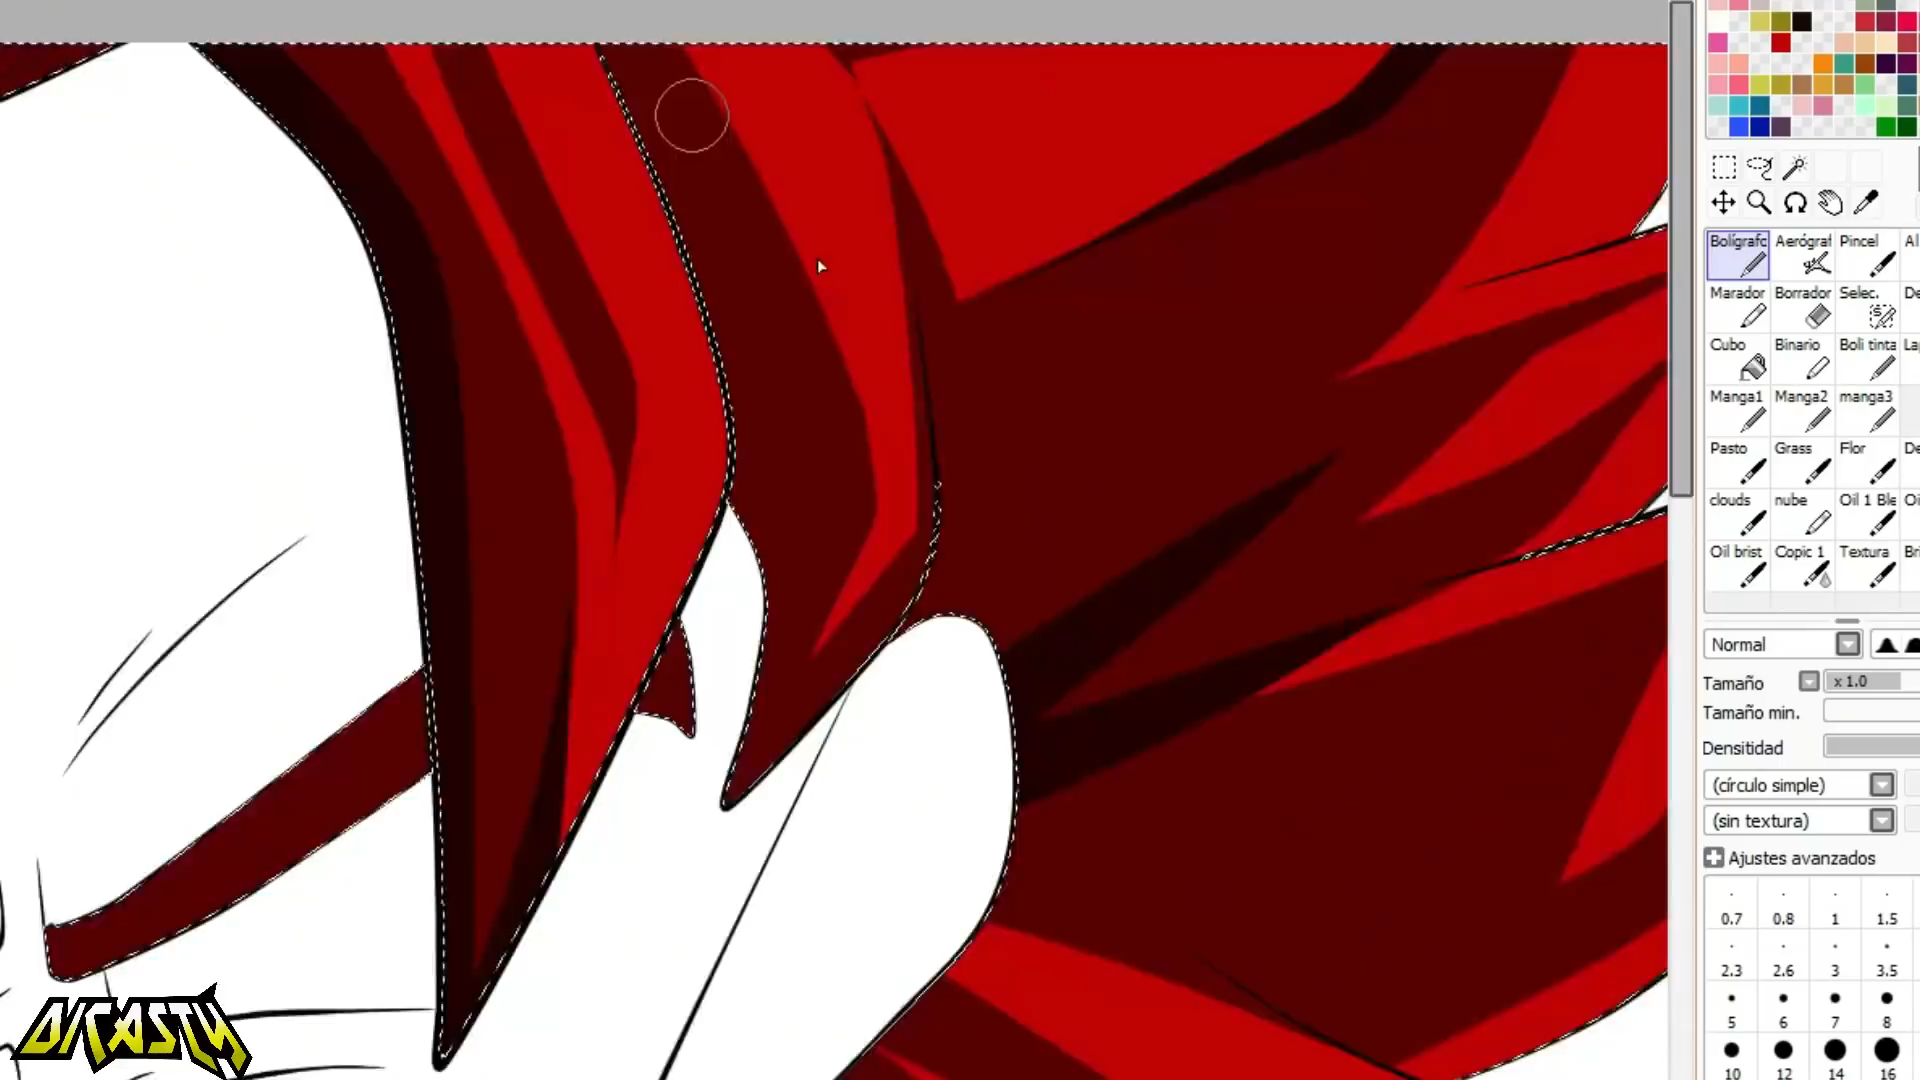 Bolígrafc Aerógraf Pincel Al
Marador Borrador Selec. De
Cubo Binario Boli tinta La
Manga1 Manga2 manga3
Pasto Grass Flor De
clouds nube Oil 1 Ble Oi
Oil brist Copic 1 Textura Bri
Normal
Tamaño x 1.0
Tamaño min.
Densitidad
(círculo simple)
(sin textura)
Ajustes avanzados
0.7 0.8 1 1.5
2.3 2.6 3 3.5
5 6 7 8
10 12 14 16
DICASTY